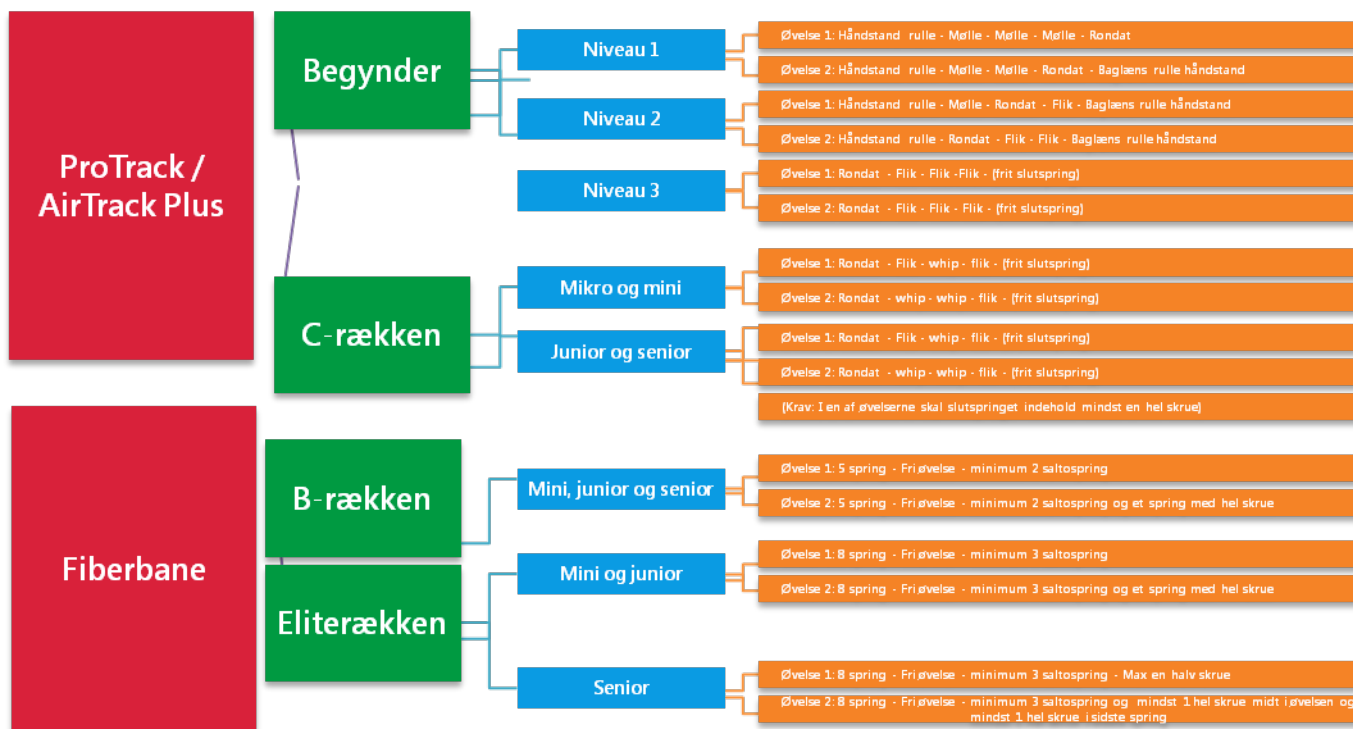 ProTrack /
AirTrack Plus
Begynder
Niveau 1
Øvelse 1: Håndstand rulle - Mølle - Mølle - Mølle - Rondat
Øvelse 2: Håndstand rulle - Mølle - Mølle - Rondat - Baglæns rulle håndstand
Niveau 2
Øvelse 1: Håndstand rulle - Mølle - Rondat - Flik - Baglæns rulle håndstand
Øvelse 2: Håndstand rulle - Rondat - Flik - Flik - Baglæns rulle håndstand
Niveau 3
Øvelse 1: Rondat - Flik - Flik -Flik - (frit slutspring)
Øvelse 2: Rondat - Flik - Flik - Flik - (frit slutspring)
C-rækken
Mikro og mini
Øvelse 1: Rondat - Flik - whip - flik - (frit slutspring)
Øvelse 2: Rondat - whip - whip - flik - (frit slutspring)
Junior og senior
Øvelse 1: Rondat - Flik - whip - flik - (frit slutspring)
Øvelse 2: Rondat - whip - whip - flik - (frit slutspring)
(Krav: I en af øvelserne skal slutspringet indehold mindst en hel skrue)
Fiberbane
B-rækken
Mini, junior og senior
Øvelse 1: 5 spring - Fri øvelse - minimum 2 saltospring
Øvelse 2: 5 spring - Fri øvelse - minimum 2 saltospring og et spring med hel skrue
Eliterækken
Mini og junior
Øvelse 1: 8 spring - Fri øvelse - minimum 3 saltospring
Øvelse 2: 8 spring - Fri øvelse - minimum 3 saltospring og et spring med hel skrue
Senior
Øvelse 1: 8 spring - Fri øvelse - minimum 3 saltospring - Max en halv skrue
Øvelse 2: 8 spring - Fri øvelse - minimum 3 saltospring og mindst 1 hel skrue midt i øvelsen og
mindst 1 hel skrue i sidste spring